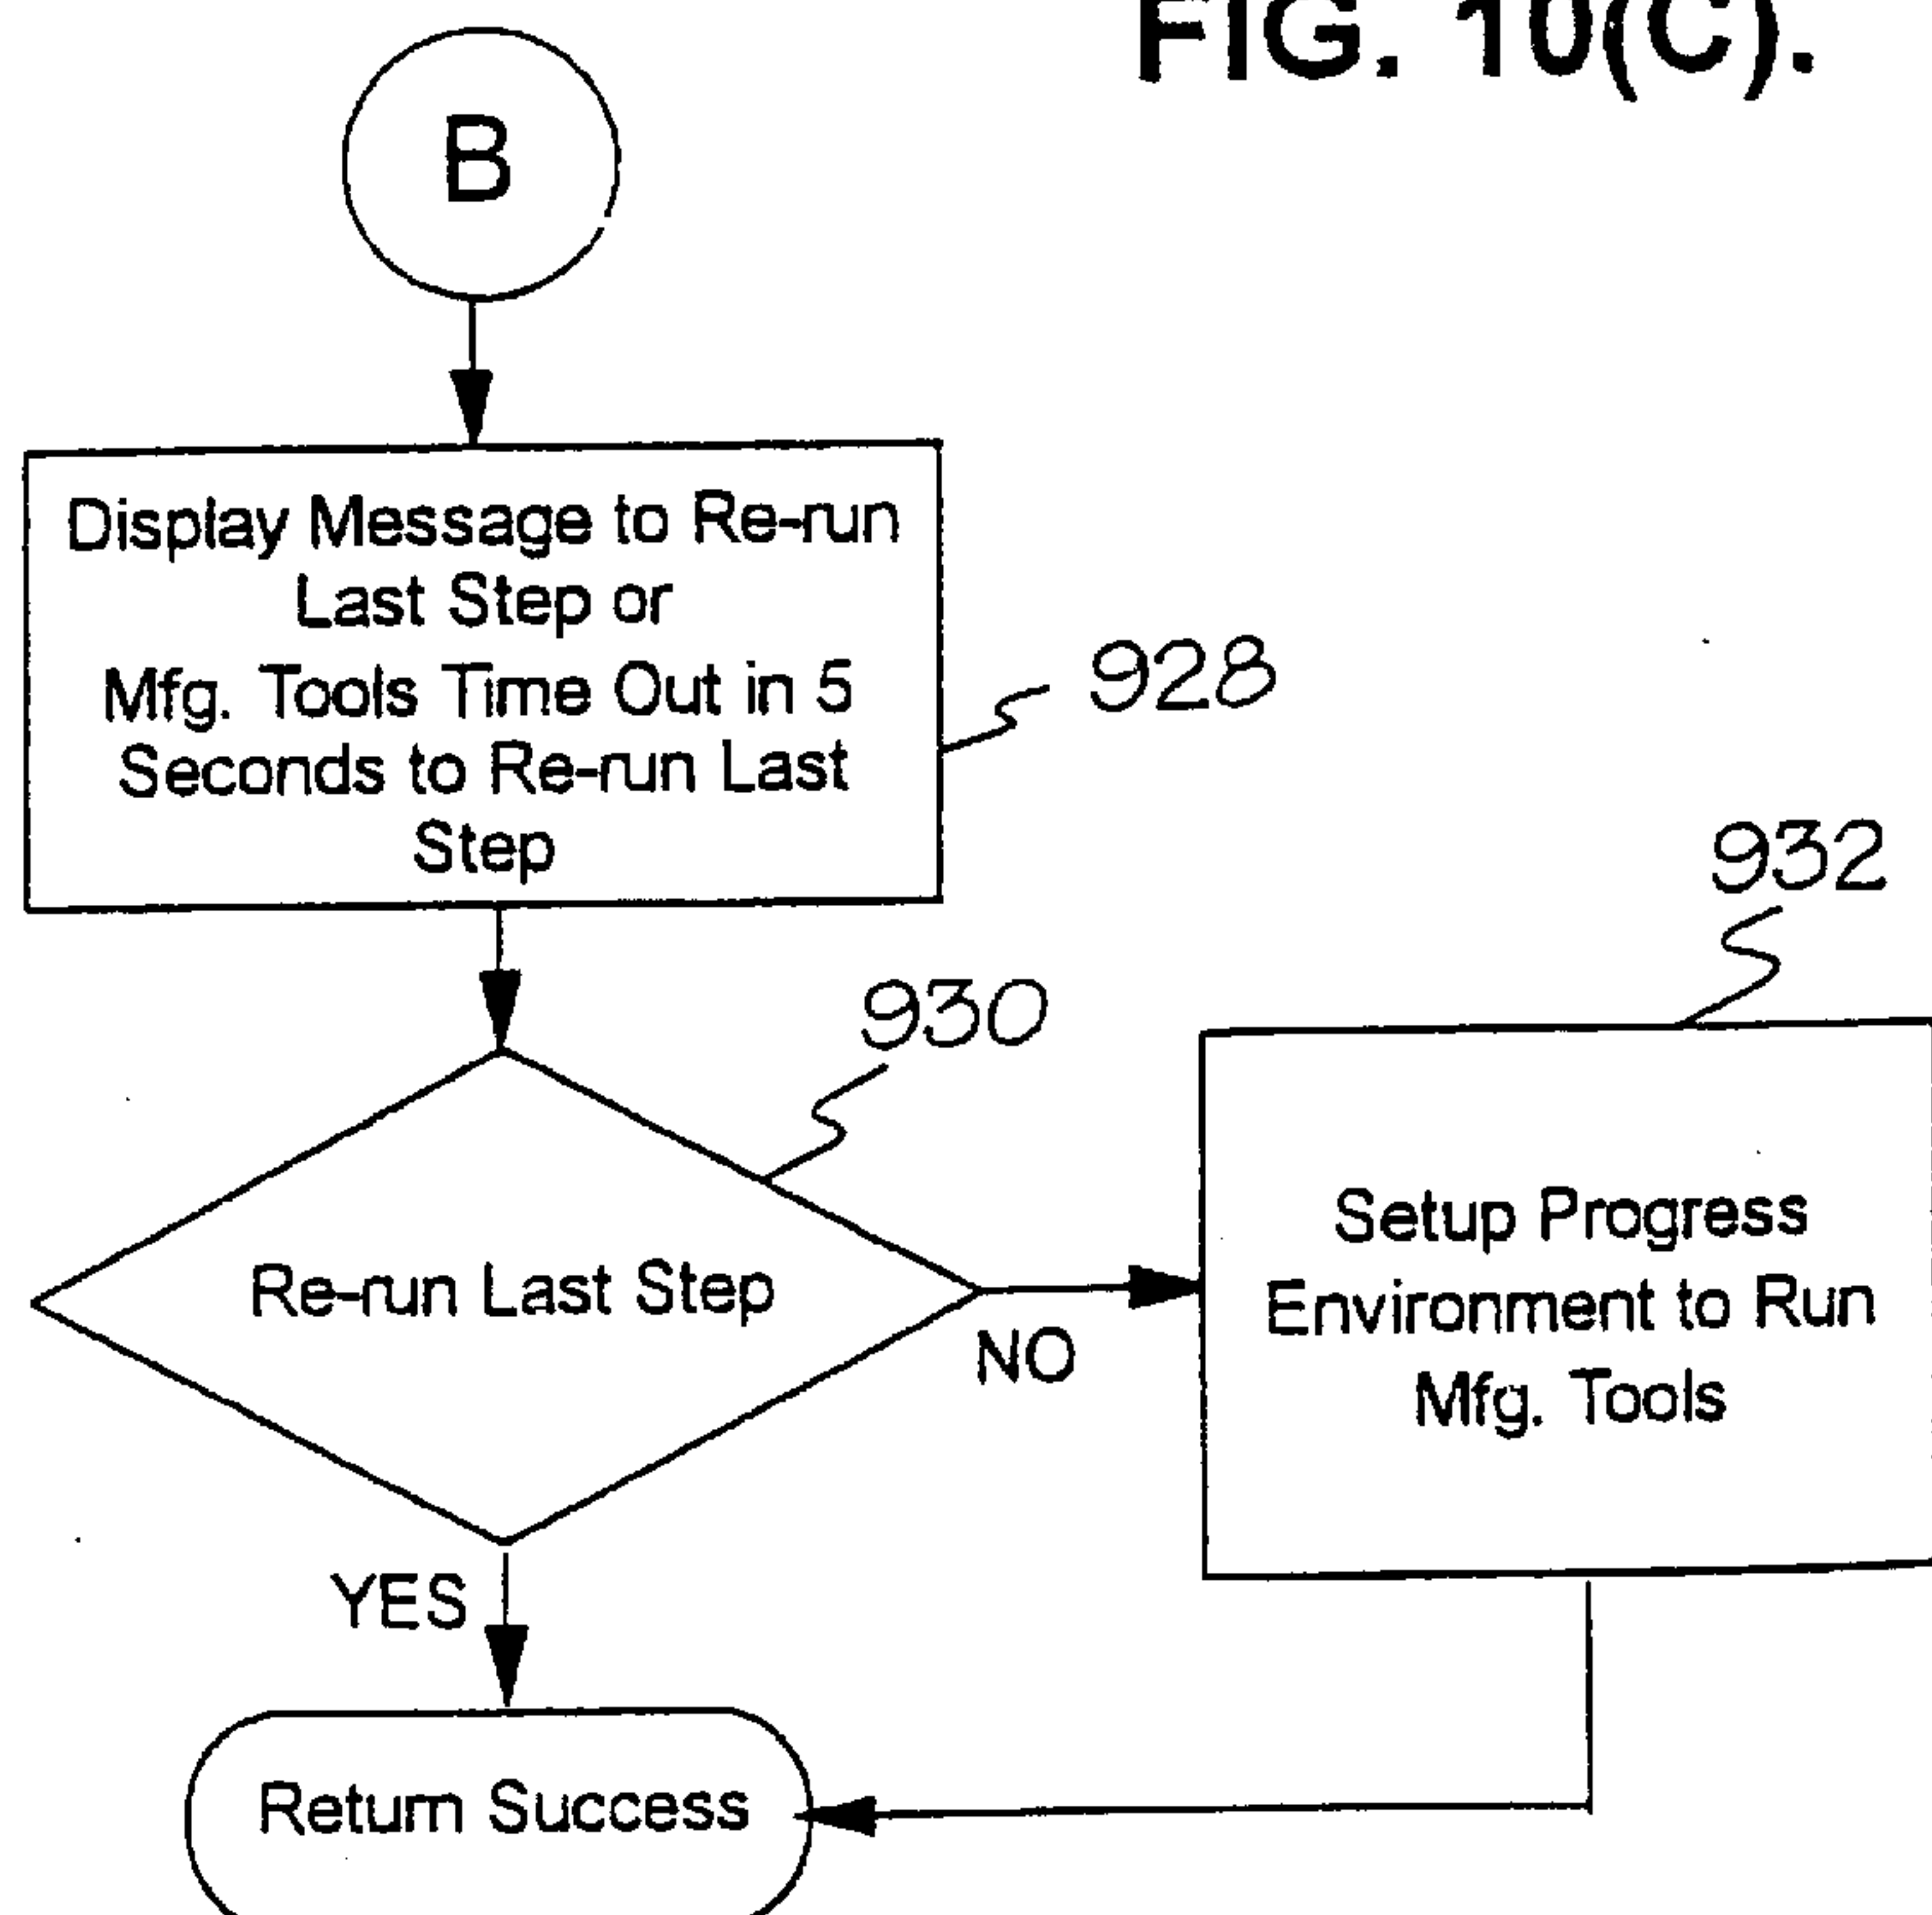 FIG. 10(C).
B
Display Message to Re-run
Last Step or
Mfg. Tools Time Out in 5
Seconds to Re-run Last
Step
928
932
930
Re-run Last Step
NO
Setup Progress
Environment to Run
Mfg. Tools
YES
Return Success